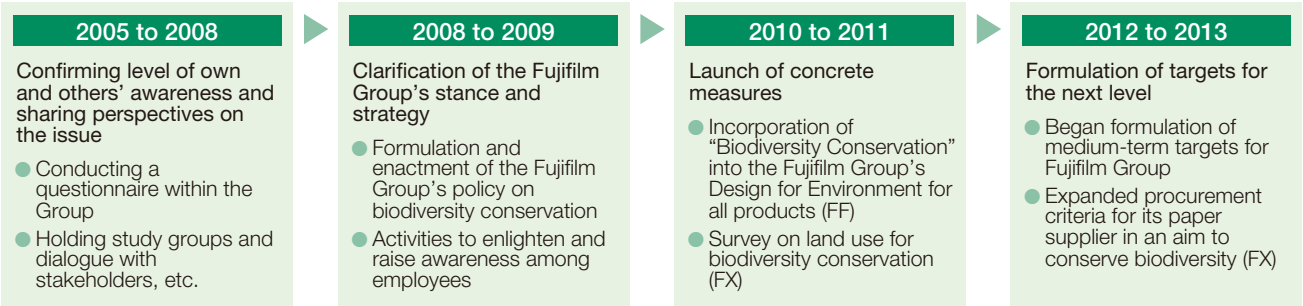 2005 to 2008
Confirming level of own
and others’ awareness and
sharing perspectives on
the issue
● Conducting a
questionnaire within the
Group
● Holding study groups and
dialogue with
stakeholders, etc.
2008 to 2009
Clarification of the Fujifilm
Group’s stance and
strategy
● Formulation and
enactment of the Fujifilm
Group’s policy on
biodiversity conservation
● Activities to enlighten and
raise awareness among
employees
2010 to 2011
Launch of concrete
measures
● Incorporation of
“Biodiversity Conservation”
into the Fujifilm Group’s
Design for Environment for
all products (FF)
● Survey on land use for
biodiversity conservation
(FX)
2012 to 2013
Formulation of targets for
the next level
● Began formulation of
medium-term targets for
Fujifilm Group
● Expanded procurement
criteria for its paper
supplier in an aim to
conserve biodiversity (FX)